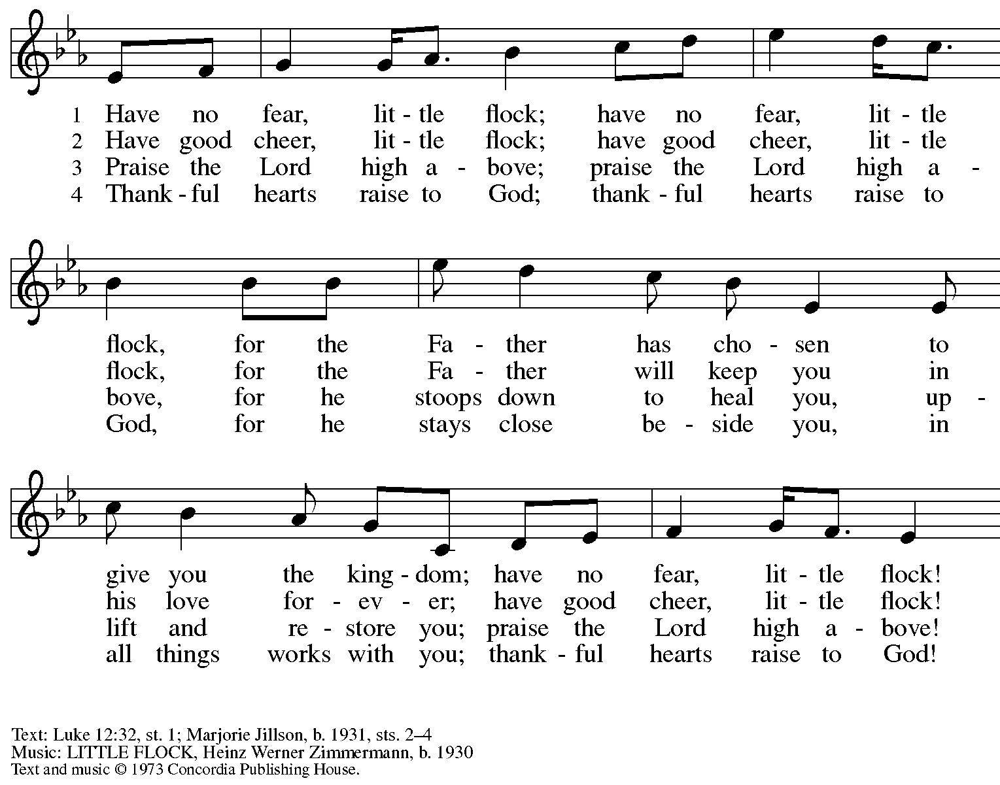 1 Have no fear, lit - tle flock; have no fear, lit - tle
2 Have good cheer, lit - tle flock; have good cheer, lit - tle
3 Praise the Lord high a - bove; praise the Lord high a -
4 Thank - ful hearts raise to God; thank - ful hearts raise to
flock, for the Fa - ther has cho - sen to
flock, for the Fa - ther will keep you in
bove, for he stoops down to heal you, up -
God, for he stays close be - side you, in
give you the king - dom; have no fear, lit - tle flock!
his love for - ev - er; have good cheer, lit - tle flock!
lift and re - store you; praise the Lord high a - bove!
all things works with you; thank - ful hearts raise to God!
Text: Luke 12:32, st. 1; Marjorie Jillson, b. 1931, sts. 2–4
Music: LITTLE FLOCK, Heinz Werner Zimmermann, b. 1930
Text and music © 1973 Concordia Publishing House.